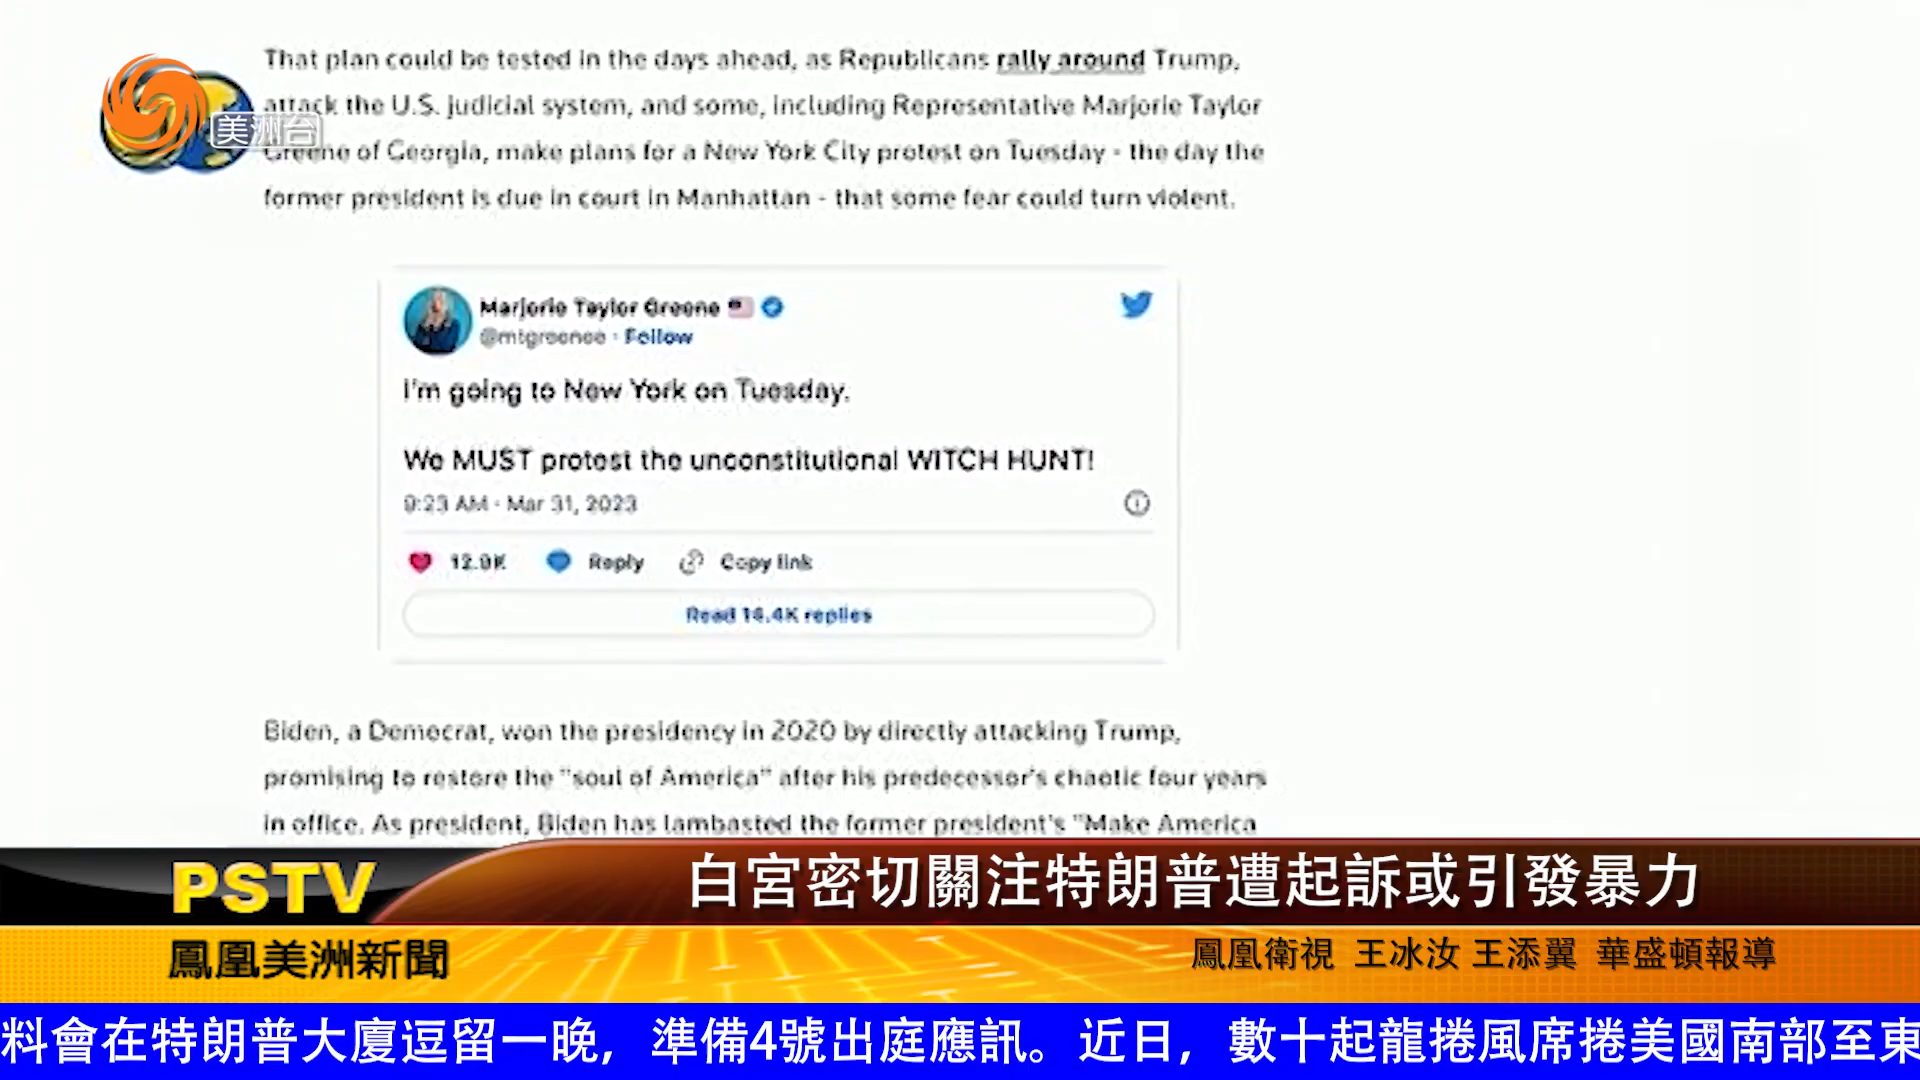 That plan could be tested in the days ahead, as Republicans rally around Trump,
attack the U.S. judicial system, and some, including Representative Marjorie Taylor
美洲台
Greene of Georgia, make plans for a New York City protest on Tuesday - the day the
former president is due in court in Manhattan - that some fear could turn violent.
Marjorie Taylor Greene
@mtgreenee · Follow
I'm going to New York on Tuesday.
We MUST protest the unconstitutional WITCH HUNT!
9:23 AM · Mar 31, 2023
12.9K Reply Copy link
Read 16.4K replies
Biden, a Democrat, won the presidency in 2020 by directly attacking Trump,
promising to restore the "soul of America" after his predecessor's chaotic four years
in office. As president, Biden has lambasted the former president's "Make America
PSTV
白宮密切關注特朗普遭起訴或引發暴力
鳳凰美洲新聞
鳳凰衛視 王冰汝 王添翼 華盛頓報導
料會在特朗普大廈逗留一晚，準備4號出庭應訊。近日，數十起龍捲風席捲美國南部至東